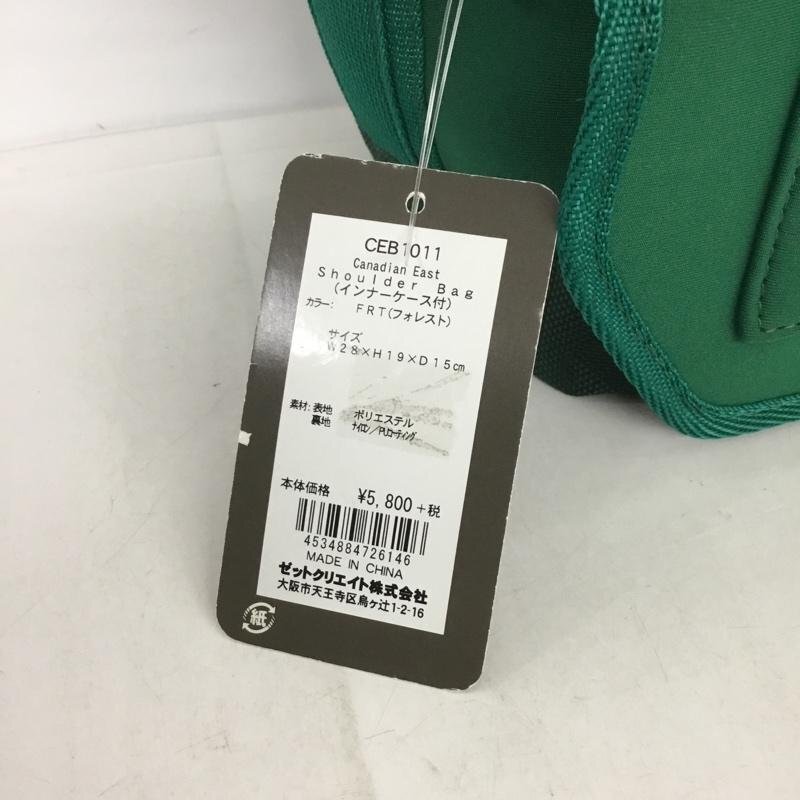 CEB1011
Canadian East
Shoulder Bag
(インナーケース付)
カラー: FRT(フォレスト)
サイズ
W28×H19×D15cm
素材: 表地 ポリエステル
裏地 ナイロン/PUコーティング
本体価格 ¥5,800+税
4534884726146
MADE IN CHINA
ゼットクリエイト株式会社
大阪市天王寺区烏ヶ辻1-2-16
紙